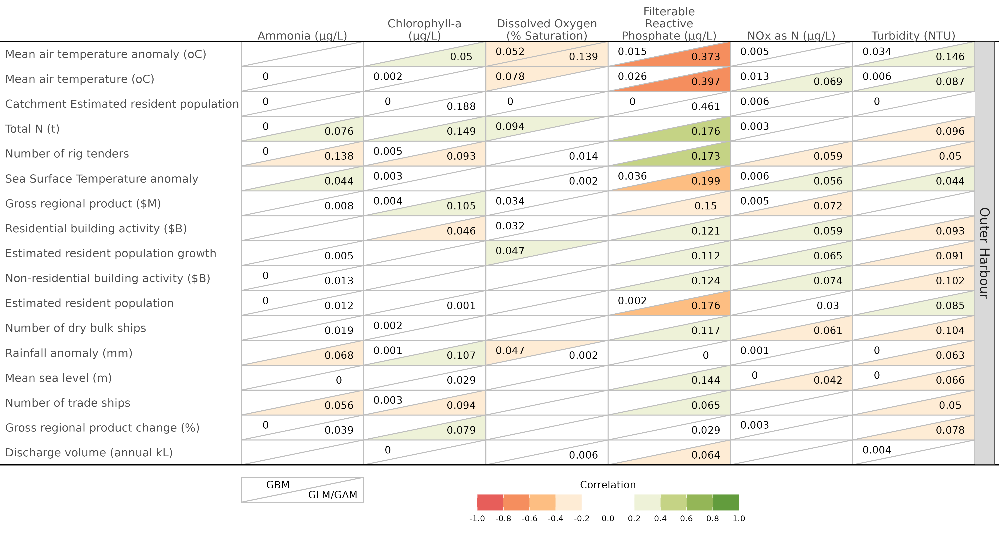 Filterable
Chlorophyll-a Dissolved Oxygen Reactive
Ammonia (µg/L) (µg/L) (% Saturation) Phosphate (µg/L) NOx as N (µg/L) Turbidity (NTU)
Mean air temperature anomaly (oC) 0.05 0.052 0.139 0.015 0.373 0.005 0.034 0.146
Mean air temperature (oC) 0 0.002 0.078 0.026 0.397 0.013 0.069 0.006 0.087
Catchment Estimated resident population 0 0 0.188 0 0 0.461 0.006 0
Total N (t) 0 0.076 0.149 0.094 0.176 0.003 0.096
Number of rig tenders 0 0.138 0.005 0.093 0.014 0.173 0.059 0.05
Sea Surface Temperature anomaly 0.044 0.003 0.002 0.036 0.199 0.006 0.056 0.044
Gross regional product ($M) 0.008 0.004 0.105 0.034 0.15 0.005 0.072
Residential building activity ($B) 0.046 0.032 0.121 0.059 0.093
Estimated resident population growth 0.005 0.047 0.112 0.065 0.091
Non-residential building activity ($B) 0 0.013 0.124 0.074 0.102
Estimated resident population 0 0.012 0.001 0.002 0.176 0.03 0.085
Number of dry bulk ships 0.019 0.002 0.117 0.061 0.104
Rainfall anomaly (mm) 0.068 0.001 0.107 0.047 0.002 0 0.001 0 0.063
Mean sea level (m) 0 0.029 0.144 0 0.042 0 0.066
Number of trade ships 0.056 0.003 0.094 0.065 0.05
Gross regional product change (%) 0 0.039 0.079 0.029 0.003 0.078
Discharge volume (annual kL) 0 0.006 0.064 0.004
Outer Harbour
GBM
GLM/GAM
Correlation
-1.0 -0.8 -0.6 -0.4 -0.2 0.0 0.2 0.4 0.6 0.8 1.0